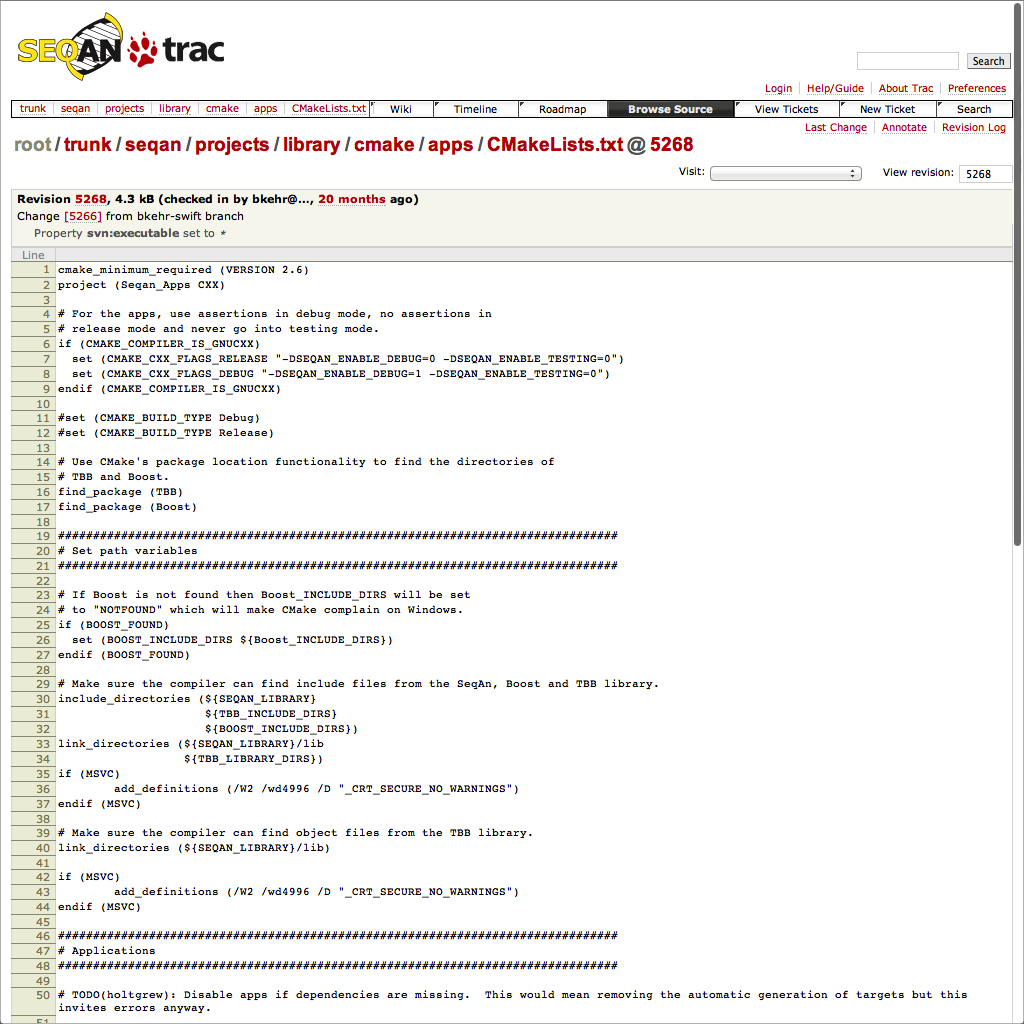 SEQAN trac
Search
Login Help/Guide About Trac Preferences
trunk seqan projects library cmake apps CMakeLists.txt Wiki Timeline Roadmap Browse Source View Tickets New Ticket Search
Last Change Annotate Revision Log
root/trunk/seqan/projects/library/cmake/apps/CMakeLists.txt @ 5268
Visit: View revision: 5268
Revision 5268, 4.3 kB (checked in by bkehr@..., 20 months ago)
Change [5266] from bkehr-swift branch
Property svn:executable set to *
Line
1 cmake_minimum_required (VERSION 2.6)
2 project (Seqan_Apps CXX)
3
4 # For the apps, use assertions in debug mode, no assertions in
5 # release mode and never go into testing mode.
6 if (CMAKE_COMPILER_IS_GNUCXX)
7   set (CMAKE_CXX_FLAGS_RELEASE "-DSEQAN_ENABLE_DEBUG=0 -DSEQAN_ENABLE_TESTING=0")
8   set (CMAKE_CXX_FLAGS_DEBUG "-DSEQAN_ENABLE_DEBUG=1 -DSEQAN_ENABLE_TESTING=0")
9 endif (CMAKE_COMPILER_IS_GNUCXX)
10
11 #set (CMAKE_BUILD_TYPE Debug)
12 #set (CMAKE_BUILD_TYPE Release)
13
14 # Use CMake's package location functionality to find the directories of
15 # TBB and Boost.
16 find_package (TBB)
17 find_package (Boost)
18
19 ################################################################################
20 # Set path variables
21 ################################################################################
22
23 # If Boost is not found then Boost_INCLUDE_DIRS will be set
24 # to "NOTFOUND" which will make CMake complain on Windows.
25 if (BOOST_FOUND)
26   set (BOOST_INCLUDE_DIRS ${Boost_INCLUDE_DIRS})
27 endif (BOOST_FOUND)
28
29 # Make sure the compiler can find include files from the SeqAn, Boost and TBB library.
30 include_directories (${SEQAN_LIBRARY}
31                      ${TBB_INCLUDE_DIRS}
32                      ${BOOST_INCLUDE_DIRS})
33 link_directories (${SEQAN_LIBRARY}/lib
34                   ${TBB_LIBRARY_DIRS})
35 if (MSVC)
36         add_definitions (/W2 /wd4996 /D "_CRT_SECURE_NO_WARNINGS")
37 endif (MSVC)
38
39 # Make sure the compiler can find object files from the TBB library.
40 link_directories (${SEQAN_LIBRARY}/lib)
41
42 if (MSVC)
43         add_definitions (/W2 /wd4996 /D "_CRT_SECURE_NO_WARNINGS")
44 endif (MSVC)
45
46 ################################################################################
47 # Applications
48 ################################################################################
49
50 # TODO(holtgrew): Disable apps if dependencies are missing.  This would mean removing the automatic generation of targets but this
invites errors anyway.
51